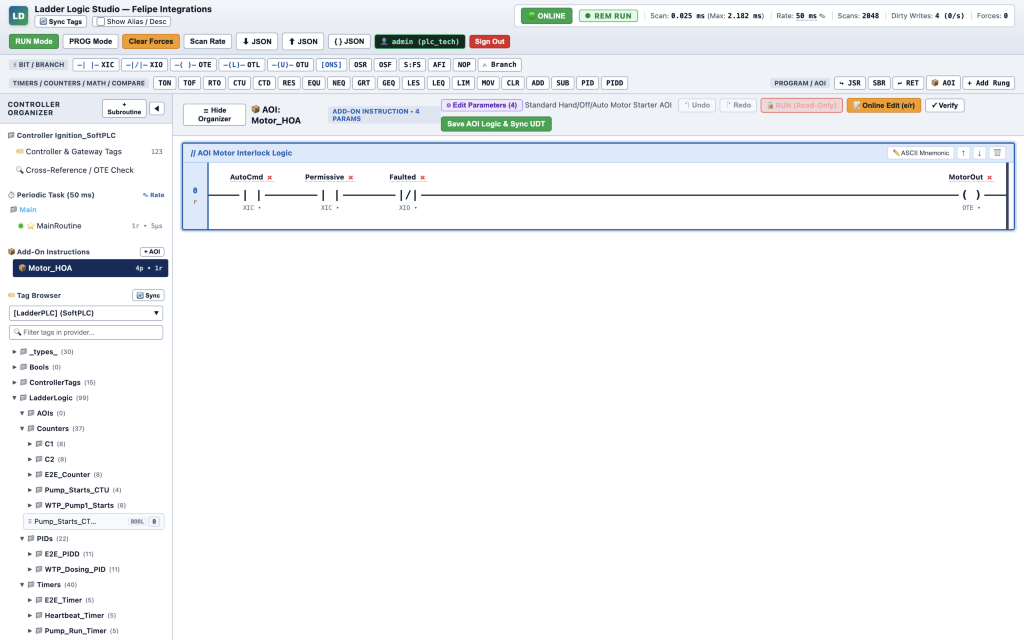 LD
Ladder Logic Studio — Felipe Integrations
Sync Tags
Show Alias / Desc
ONLINE
REM RUN
Scan: 0.025 ms (Max: 2.182 ms)
Rate: 50 ms
Scans: 2048
Dirty Writes: 4 (0/s)
Forces: 0
RUN Mode
PROG Mode
Clear Forces
Scan Rate
⬇ JSON
⬆ JSON
{ } JSON
admin (plc_tech)
Sign Out
BIT / BRANCH
—| |— XIC
—|/|— XIO
—( )— OTE
—(L)— OTL
—(U)— OTU
[ONS]
OSR
OSF
S:FS
AFI
NOP
Branch
TIMERS / COUNTERS / MATH / COMPARE
TON
TOF
RTO
CTU
CTD
RES
EQU
NEQ
GRT
GEQ
LES
LEQ
LIM
MOV
CLR
ADD
SUB
PID
PIDD
PROGRAM / AOI
↪ JSR
SBR
↩ RET
AOI
+ Add Rung
CONTROLLER ORGANIZER
+ Subroutine
◀
Controller Ignition_SoftPLC
Controller & Gateway Tags 123
Cross-Reference / OTE Check
Periodic Task (50 ms)
Rate
Main
MainRoutine 1r • 5µs
Add-On Instructions
+ AOI
Motor_HOA 4p • 1r
Tag Browser
Sync
[LadderPLC] (SoftPLC)
Filter tags in provider...
_types_ (30)
Bools (0)
ControllerTags (15)
LadderLogic (99)
AOIs (0)
Counters (37)
C1 (8)
C2 (8)
E2E_Counter (8)
Pump_Starts_CTU (4)
WTP_Pump1_Starts (8)
Pump_Starts_CT... BOOL 0
PIDs (22)
E2E_PIDD (11)
WTP_Dosing_PID (11)
Timers (40)
E2E_Timer (5)
Heartbeat_Timer (5)
Pump_Run_Timer (5)
≡ Hide Organizer
AOI: Motor_HOA
ADD-ON INSTRUCTION • 4 PARAMS
Edit Parameters (4)
Standard Hand/Off/Auto Motor Starter AOI
Undo
Redo
RUN (Read-Only)
Online Edit (e/r)
✓ Verify
Save AOI Logic & Sync UDT
// AOI Motor Interlock Logic
ASCII Mnemonic
↑
↓
0
r
AutoCmd ×
Permissive ×
Faulted ×
MotorOut ×
| |
| |
|/|
( )
XIC •
XIC •
XIO •
OTE •